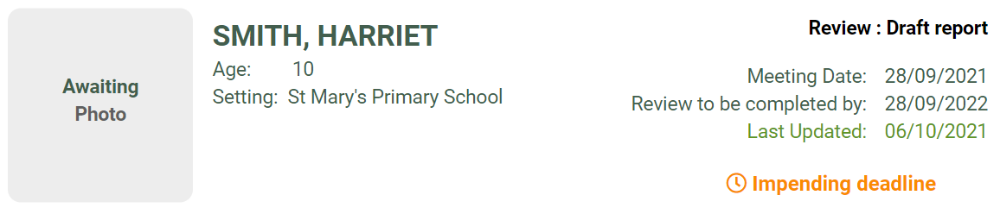 Awaiting
Photo
SMITH, HARRIET
Age: 10
Setting: St Mary's Primary School
Review : Draft report
Meeting Date: 28/09/2021
Review to be completed by: 28/09/2022
Last Updated: 06/10/2021
Impending deadline